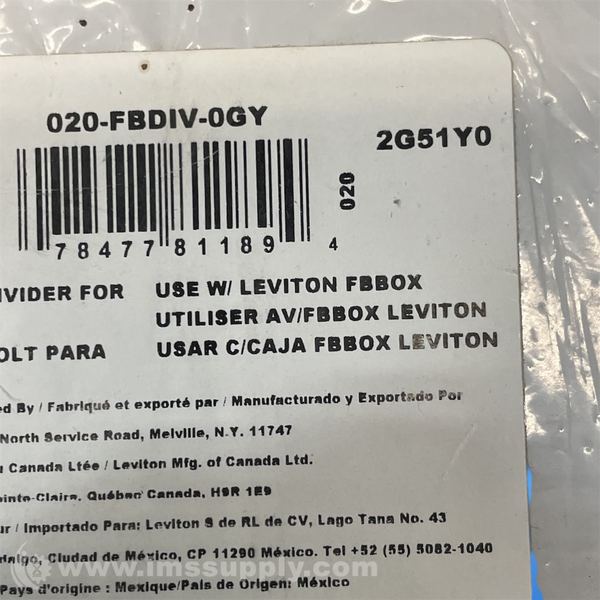 020-FBDIV-0GY
2G51Y0
020
78477 81189 4
IVIDER FOR USE W/ LEVITON FBBOX
UTILISER AV/FBBOX LEVITON
OLT PARA USAR C/CAJA FBBOX LEVITON
ed By / Fabriqué et exporté par / Manufacturado y Exportado Por
North Service Road, Melville, N.Y. 11747
Canada Ltée / Leviton Mfg. of Canada Ltd.
ointe-Claire, Québec Canada, H9R 1E9
ur / Importado Para: Leviton S de RL de CV, Lago Tana No. 43
idalgo, Ciudad de México, CP 11290 México. Tel +52 (55) 5082-1040
Pays d'origine : Mexique/Pais de Origen: México
www.imssupply.com